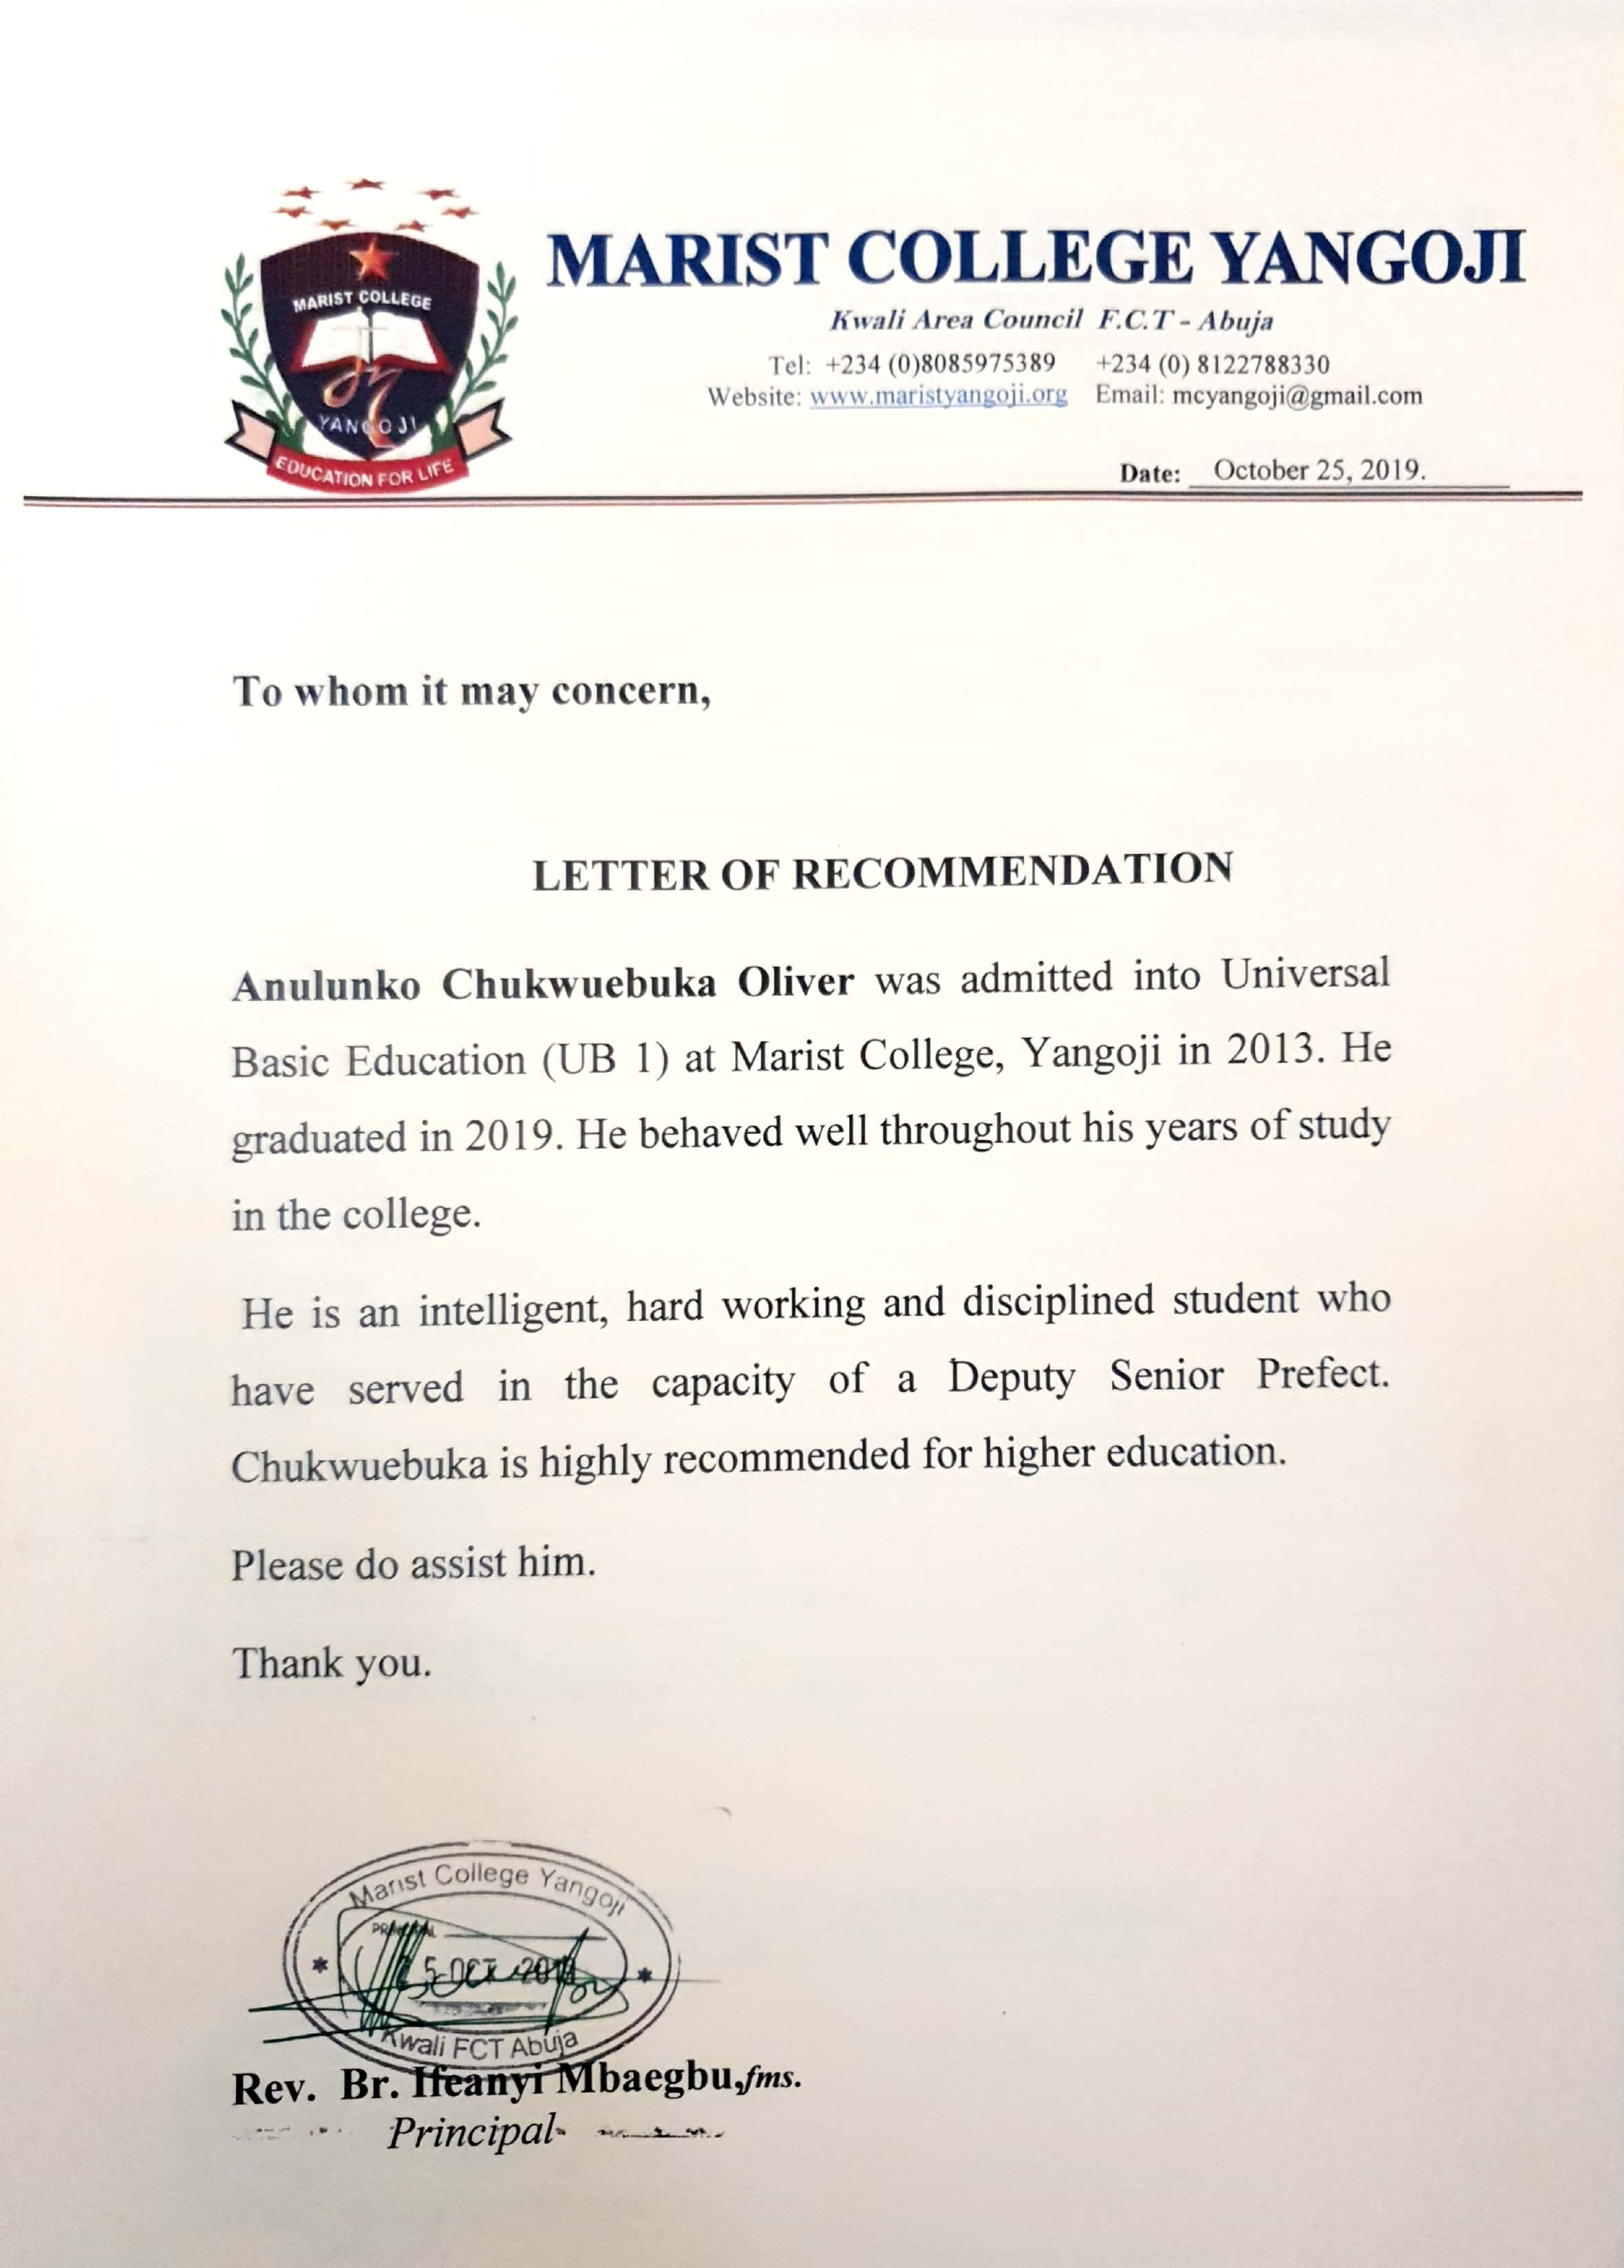 MARIST COLLEGE
YANGOJI
EDUCATION FOR LIFE
MARIST COLLEGE YANGOJI
Kwali Area Council F.C.T - Abuja
Tel: +234 (0)8085975389 +234 (0) 8122788330
Website: www.maristyangoji.org Email: mcyangoji@gmail.com
Date: October 25, 2019.
To whom it may concern,
LETTER OF RECOMMENDATION
Anulunko Chukwuebuka Oliver was admitted into Universal
Basic Education (UB 1) at Marist College, Yangoji in 2013. He
graduated in 2019. He behaved well throughout his years of study
in the college.
He is an intelligent, hard working and disciplined student who
have served in the capacity of a Deputy Senior Prefect.
Chukwuebuka is highly recommended for higher education.
Please do assist him.
Thank you.
Marist College Yangoji
PRINCIPAL
5 OCT 2019
Kwali FCT Abuja
Rev. Br. Ifeanyi Mbaegbu,fms.
Principal